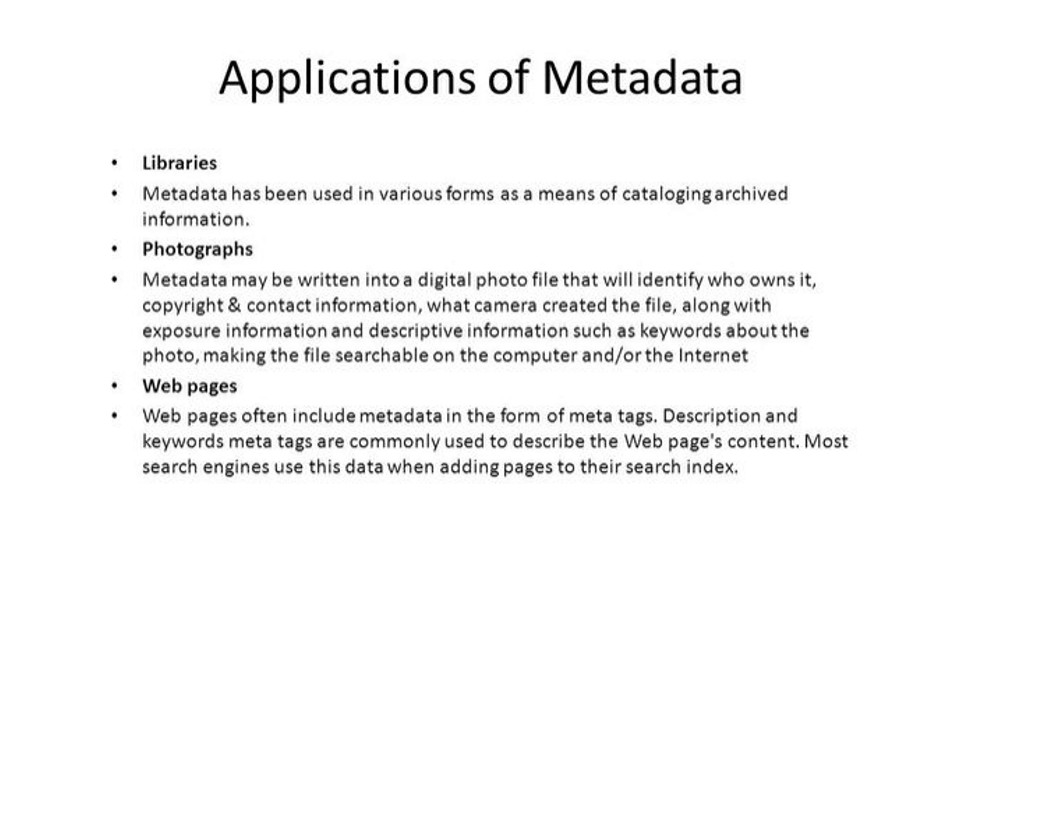 Applications of Metadata
• Libraries
• Metadata has been used in various forms as a means of cataloging archived
information.
• Photographs
• Metadata may be written into a digital photo file that will identify who owns it,
copyright & contact information, what camera created the file, along with
exposure information and descriptive information such as keywords about the
photo, making the file searchable on the computer and/or the Internet
• Web pages
• Web pages often include metadata in the form of meta tags. Description and
keywords meta tags are commonly used to describe the Web page's content. Most
search engines use this data when adding pages to their search index.